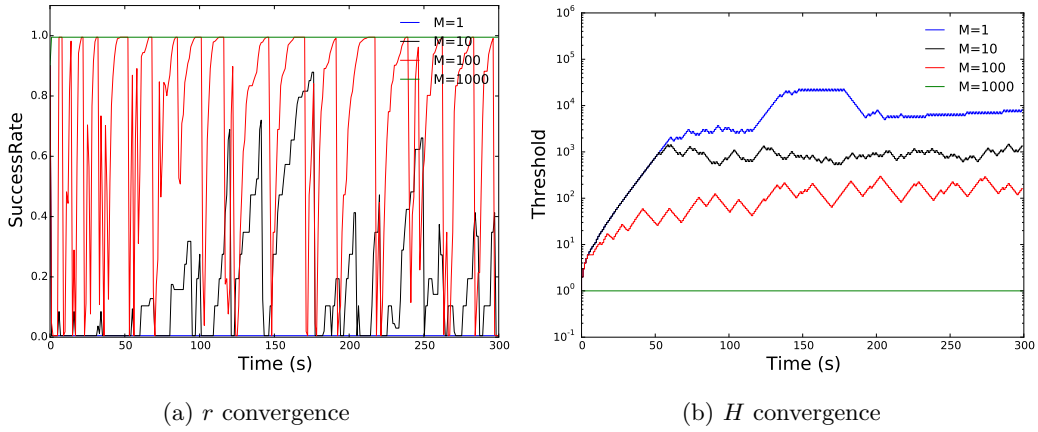 SuccessRate
1.0
0.8
0.6
0.4
0.2
0.0
0 50 100 150 200 250 300
Time (s)
M=1
M=10
M=100
M=1000
(a) r convergence
Threshold
10^6
10^5
10^4
10^3
10^2
10^1
10^0
10^-1
0 50 100 150 200 250 300
Time (s)
M=1
M=10
M=100
M=1000
(b) H convergence